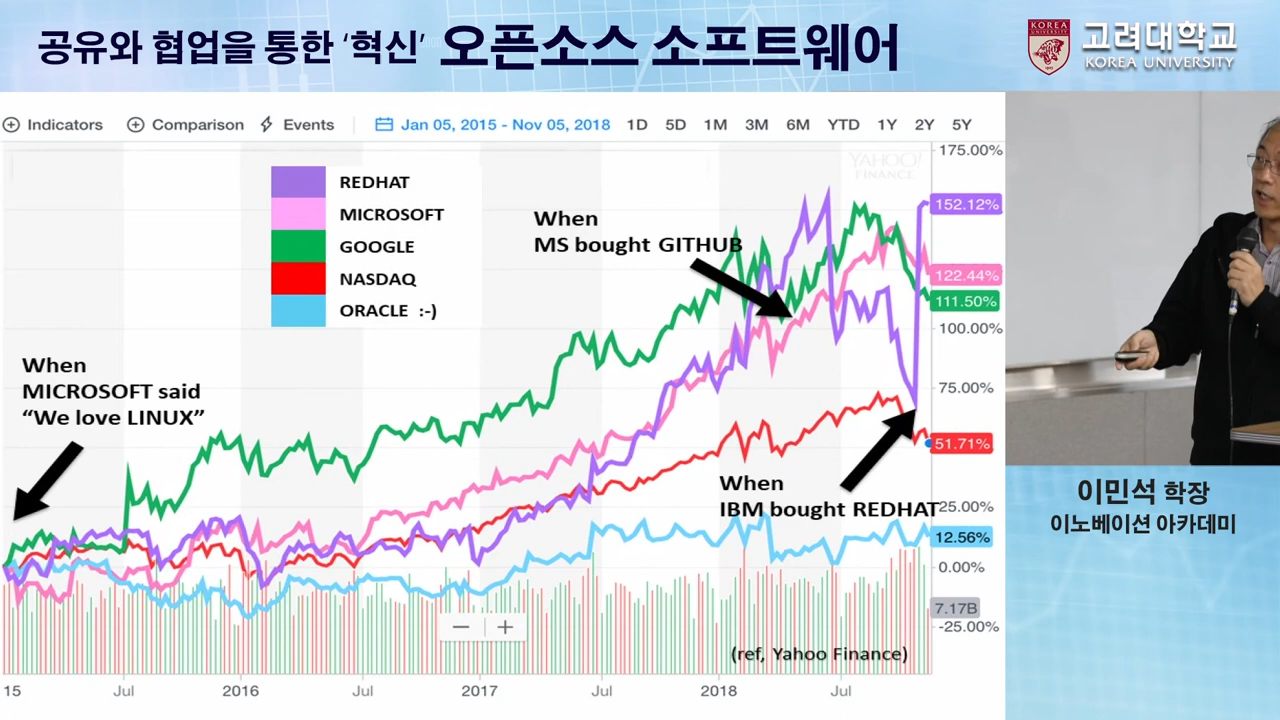 공유와 협업을 통한 ‘혁신’ 오픈소스 소프트웨어
KOREA UNIVERSITY
고려대학교
KOREA UNIVERSITY
Indicators Comparison Events Jan 05, 2015 - Nov 05, 2018 1D 5D 1M 3M 6M YTD 1Y 2Y 5Y
175.00%
YAHOO!
FINANCE
REDHAT
MICROSOFT
GOOGLE
NASDAQ
ORACLE :-)
152.12%
When
MS bought GITHUB
122.44%
111.50%
100.00%
When
MICROSOFT said
“We love LINUX”
75.00%
51.71%
When
IBM bought REDHAT
25.00%
12.56%
0.00%
7.17B
-25.00%
(ref, Yahoo Finance)
15 Jul 2016 Jul 2017 Jul 2018 Jul
이민석 학장
이노베이션 아카데미